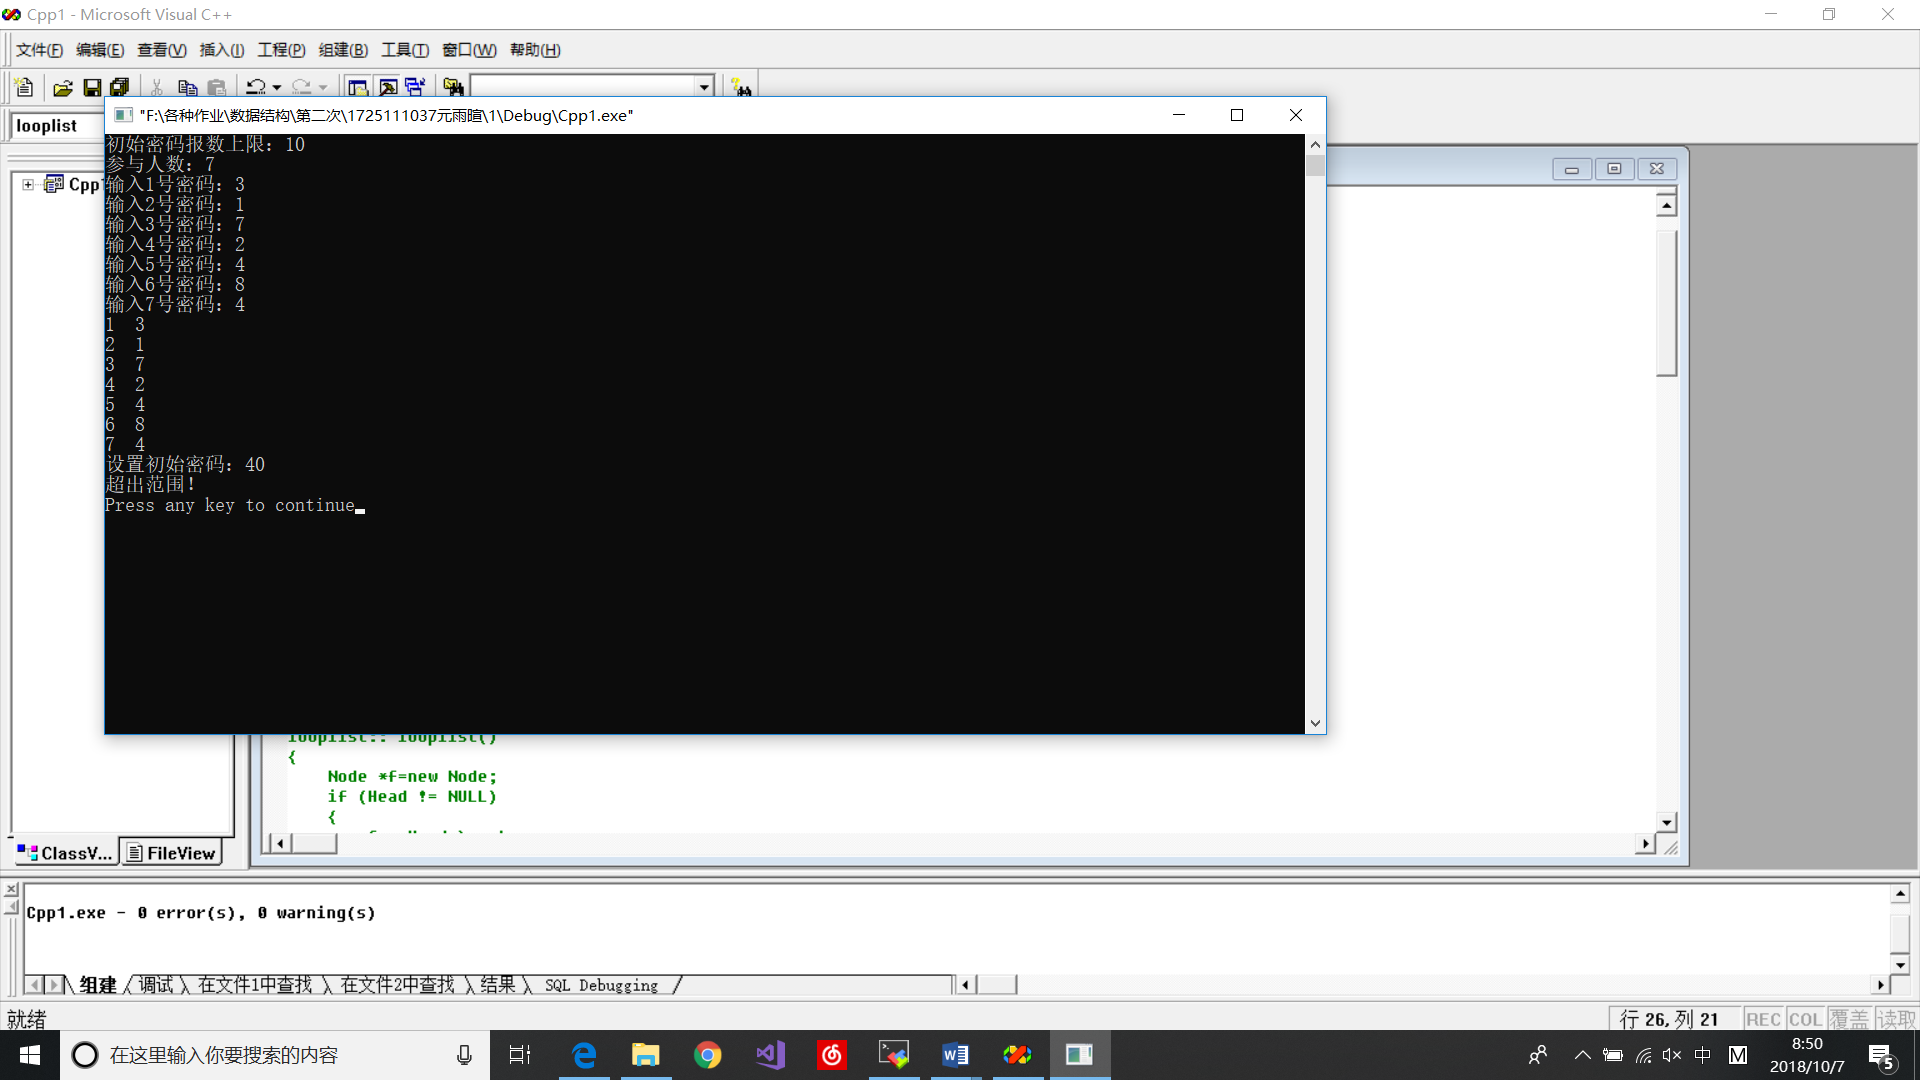 Cpp1 - Microsoft Visual C++
文件(F) 编辑(E) 查看(V) 插入(I) 工程(P) 组建(B) 工具(T) 窗口(W) 帮助(H)
looplist
"F:\各种作业\数据结构\第二次\1725111037元雨暄\1\Debug\Cpp1.exe"
初始密码报数上限: 10
参与人数: 7
输入1号密码: 3
输入2号密码: 1
输入3号密码: 7
输入4号密码: 2
输入5号密码: 4
输入6号密码: 8
输入7号密码: 4
1 3
2 1
3 7
4 2
5 4
6 8
7 4
设置初始密码: 40
超出范围!
Press any key to continue
Cpp1
looplist:: looplist()
{
Node *f=new Node;
if (Head != NULL)
{
ClassV... FileView
Cpp1.exe - 0 error(s), 0 warning(s)
组建 调试 在文件1中查找 在文件2中查找 结果 SQL Debugging
就绪
行 26, 列 21 REC COL 覆盖 读取
在这里输入你要搜索的内容
中 M
8:50
2018/10/7
5